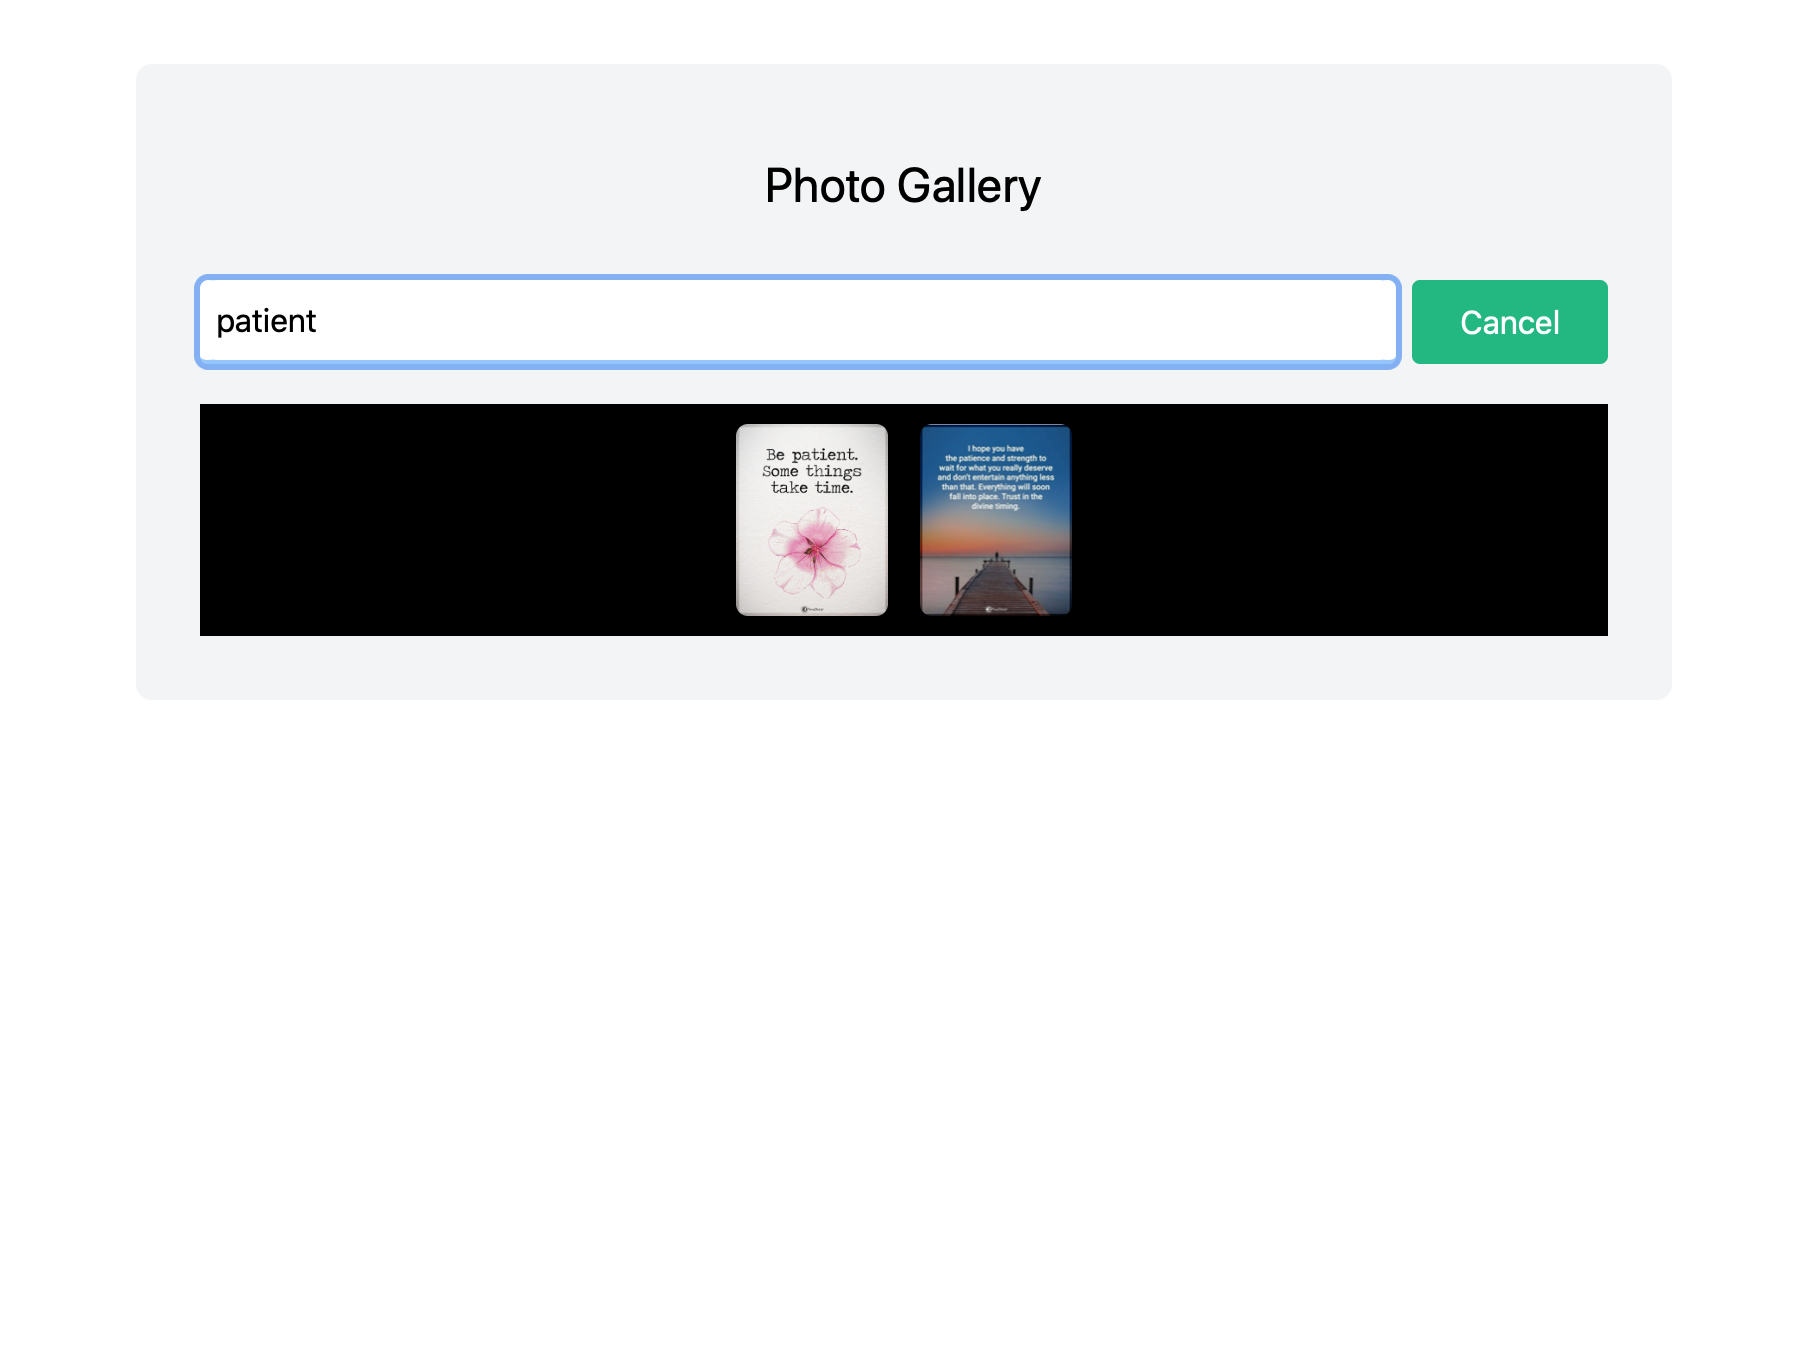 Photo Gallery
patient
Cancel
Be patient.
Some things
take time.
I hope you have
the patience and strength to
wait for what you really deserve
and don't entertain anything less
than that. Everything will soon
fall into place. Trust in the
divine timing.